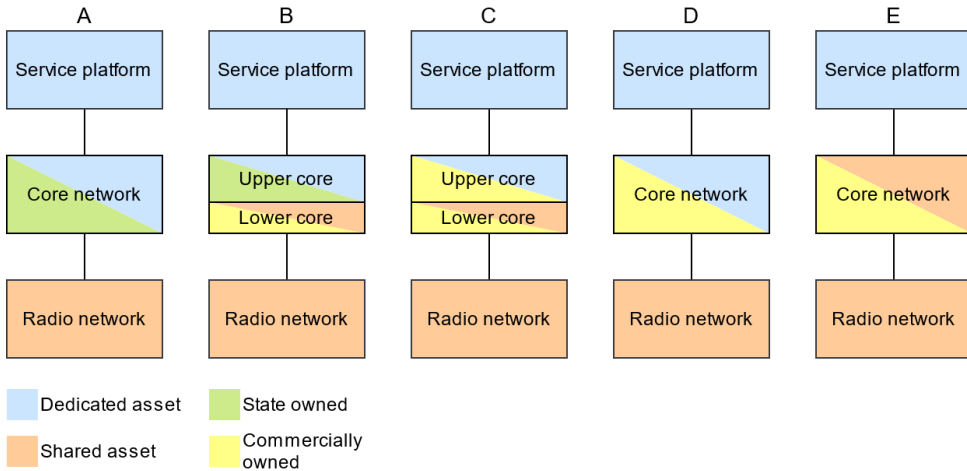 A
B
C
D
E
Service platform
Service platform
Service platform
Service platform
Service platform
Core network
Upper core
Lower core
Upper core
Lower core
Core network
Core network
Radio network
Radio network
Radio network
Radio network
Radio network
Dedicated asset
State owned
Shared asset
Commercially
owned